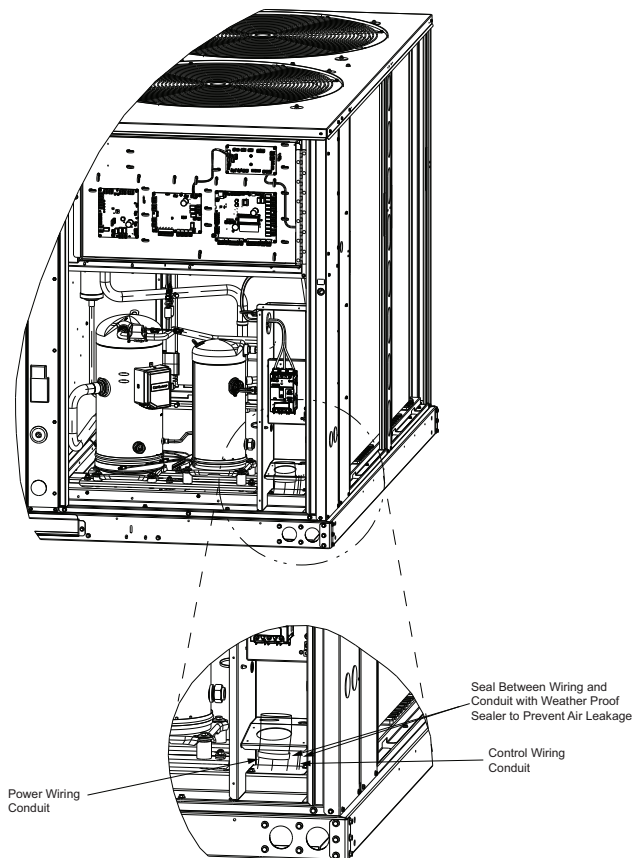 Seal Between Wiring and
Conduit with Weather Proof
Sealer to Prevent Air Leakage
Control Wiring
Conduit
Power Wiring
Conduit